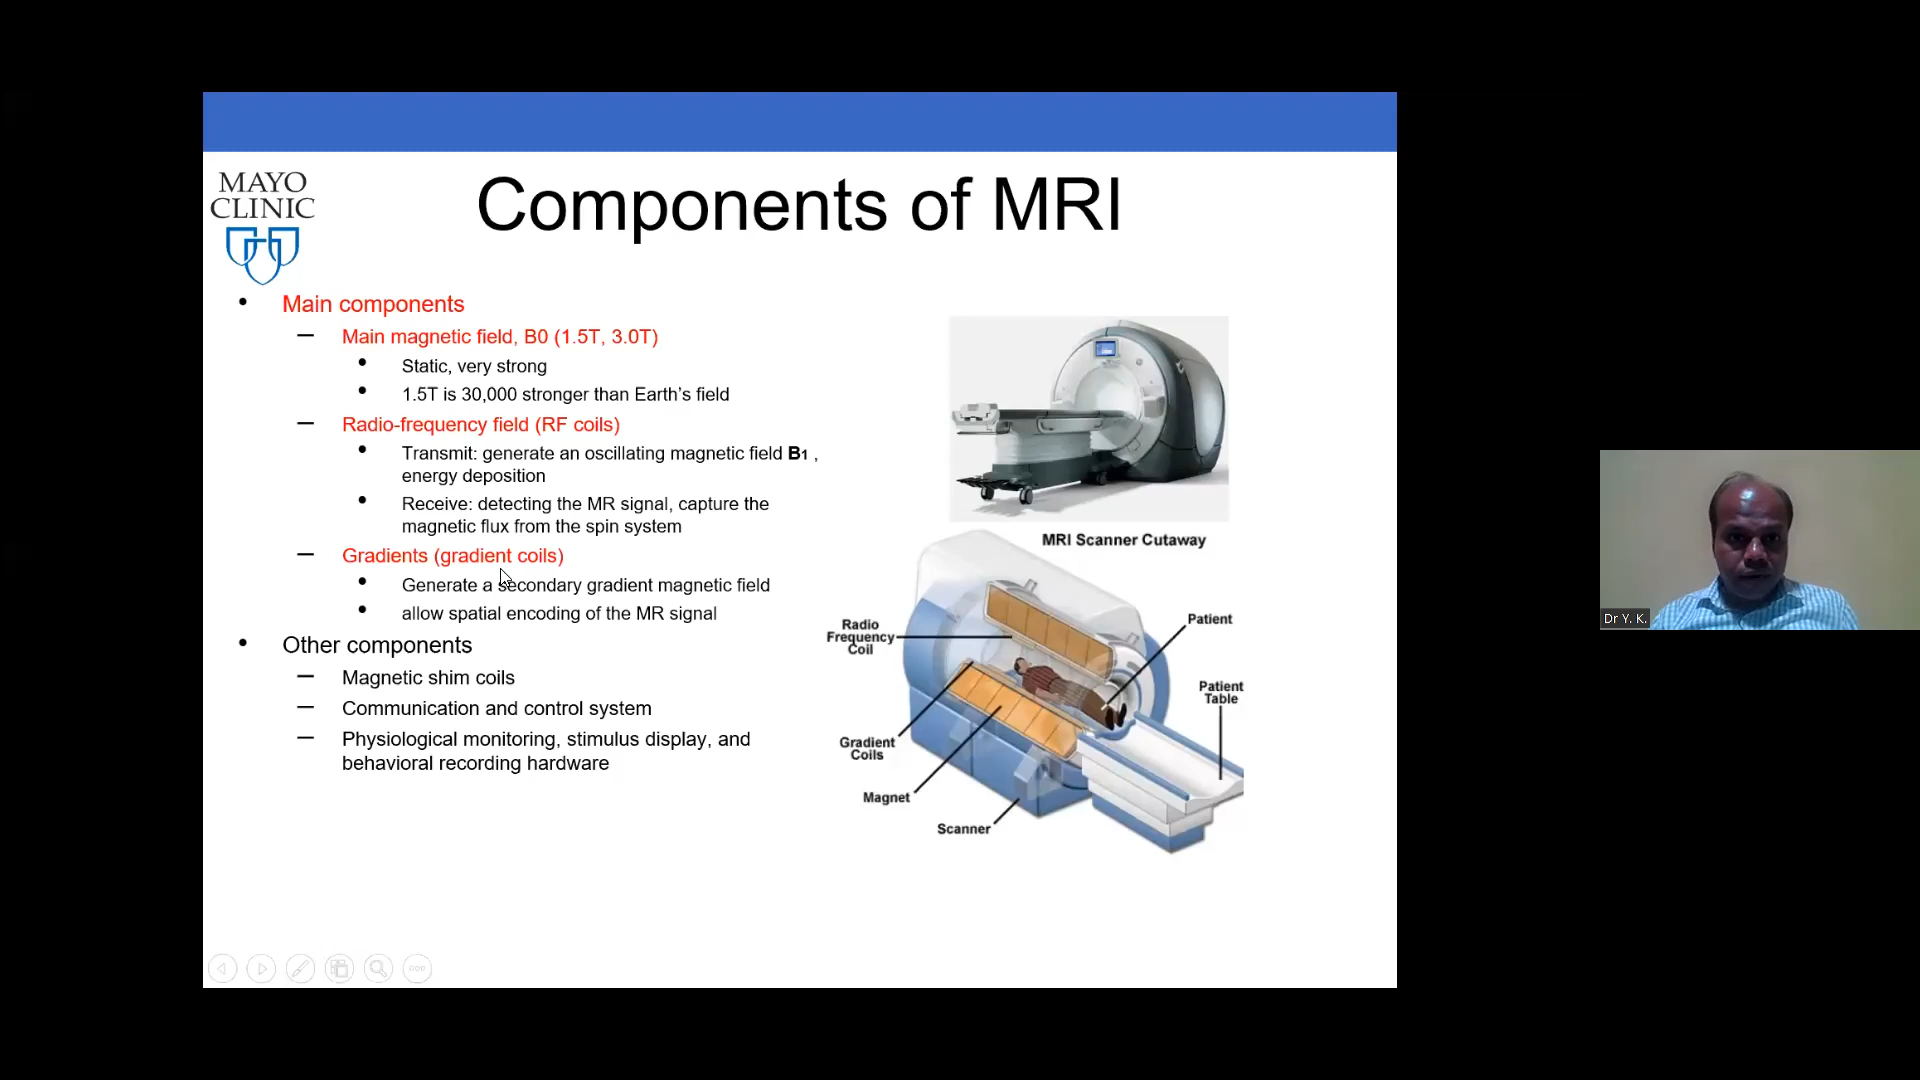 MAYO
CLINIC
Components of MRI
• Main components
– Main magnetic field, B0 (1.5T, 3.0T)
• Static, very strong
• 1.5T is 30,000 stronger than Earth’s field
– Radio-frequency field (RF coils)
• Transmit: generate an oscillating magnetic field B1 ,
energy deposition
• Receive: detecting the MR signal, capture the
magnetic flux from the spin system
– Gradients (gradient coils)
• Generate a secondary gradient magnetic field
• allow spatial encoding of the MR signal
• Other components
– Magnetic shim coils
– Communication and control system
– Physiological monitoring, stimulus display, and
behavioral recording hardware
MRI Scanner Cutaway
Radio
Frequency
Coil
Patient
Patient
Table
Gradient
Coils
Magnet
Scanner
Dr Y. K.